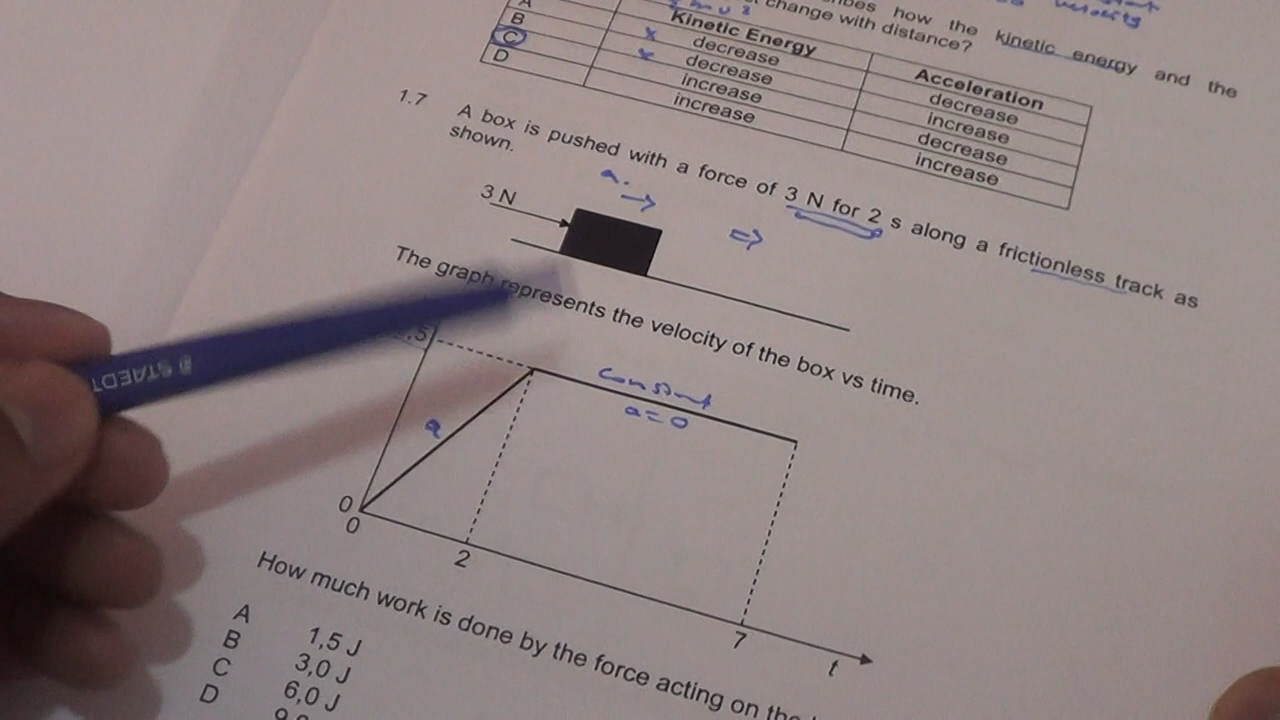 velocity
how the kinetic energy and the
change with distance?
A
B
C
D
Kinetic Energy
decrease
decrease
increase
increase
Acceleration
decrease
increase
decrease
increase
1.7
A box is pushed with a force of 3 N for 2 s along a frictionless track as
shown.
a.
3 N
The graph represents the velocity of the box vs time.
,5
constant
a = 0
a
0
0
2
7
t
How much work is done by the force acting on the
A 1,5 J
B 3,0 J
C 6,0 J
D
STAEDT